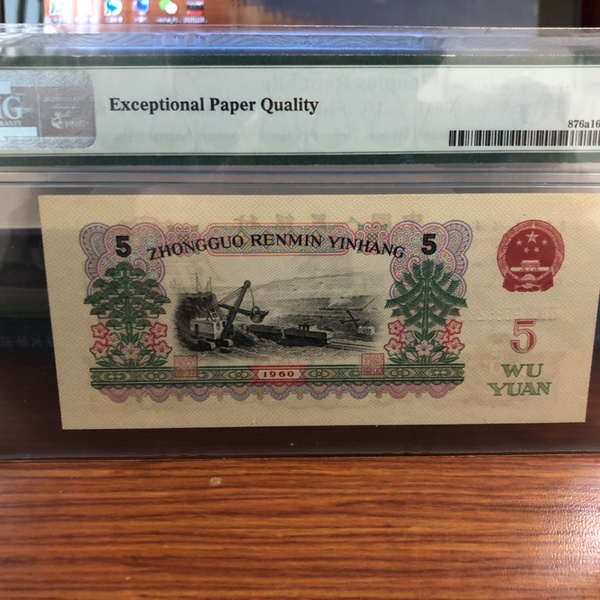 Exceptional Paper Quality
876a16
5 ZHONGGUO RENMIN YINHANG 5
5
WU
YUAN
1960